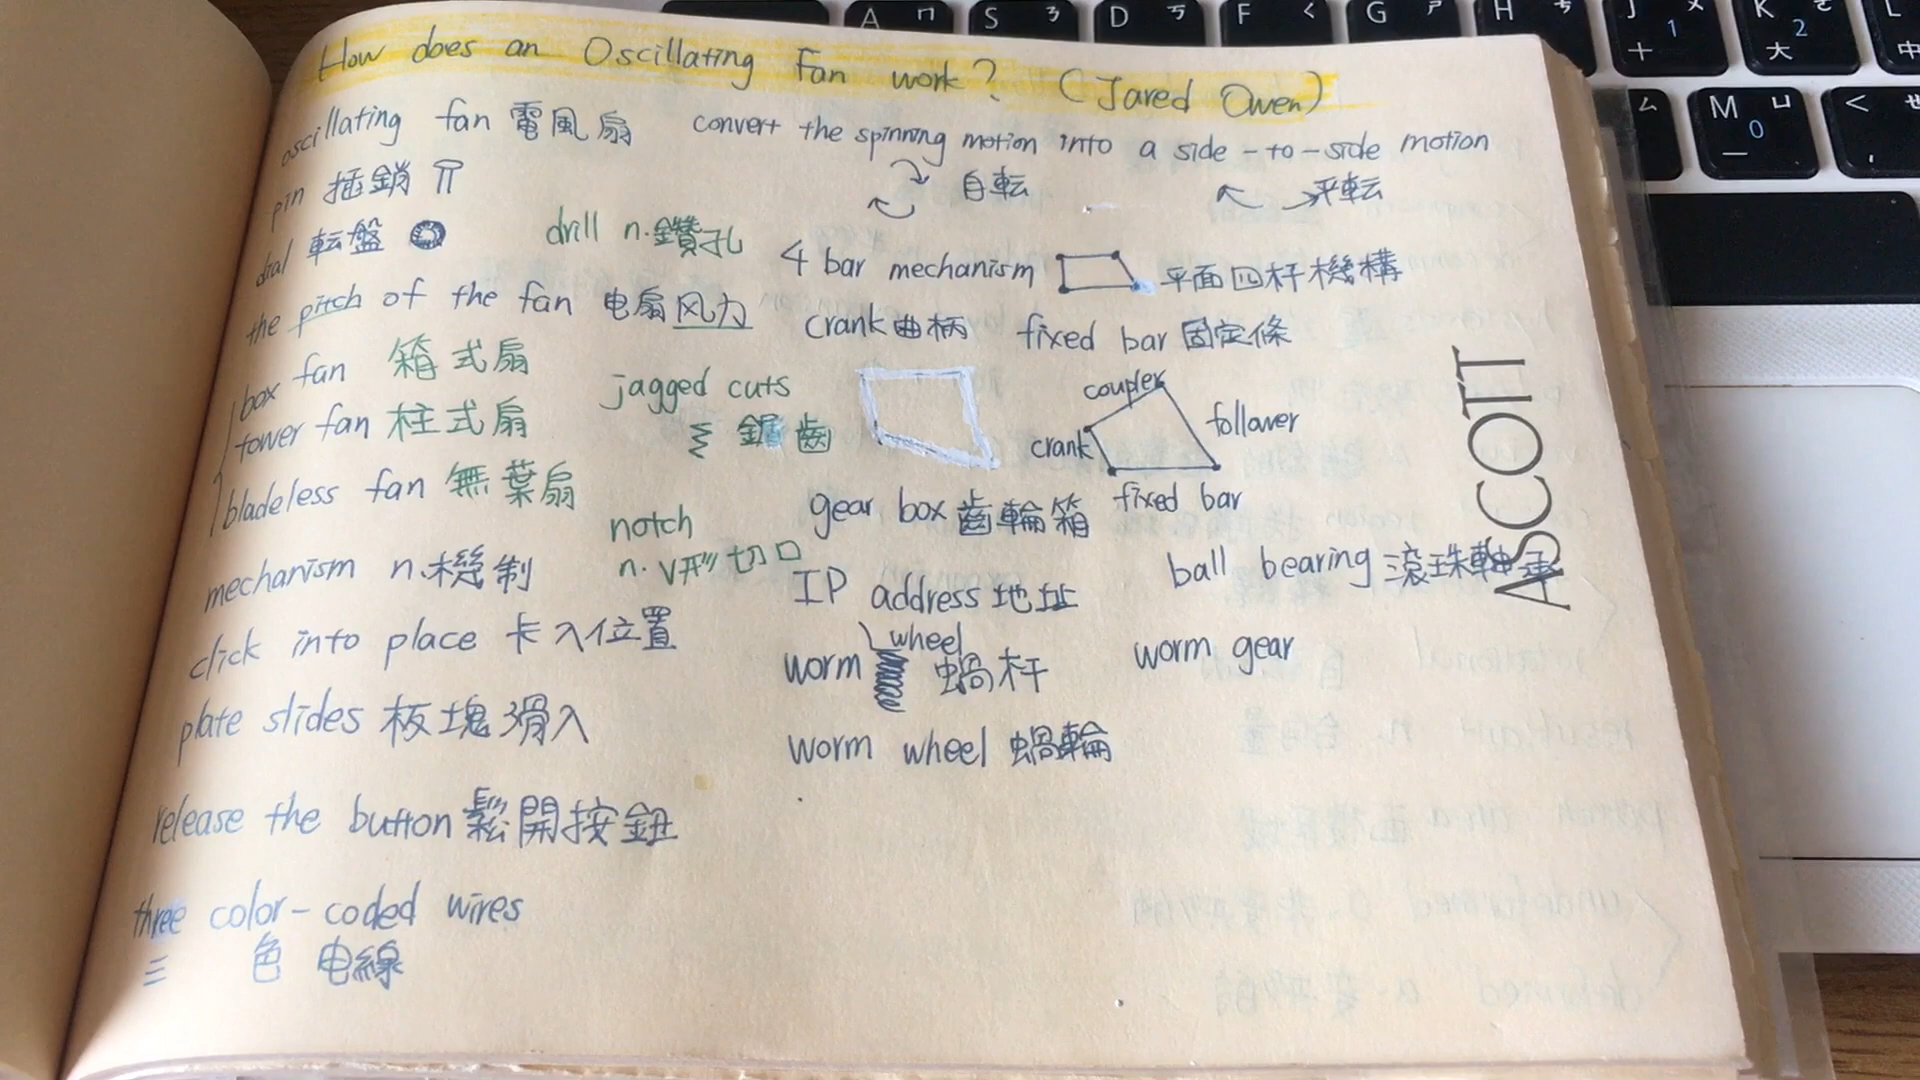 How does an Oscillating Fan work? (Jared Owen)
oscillating fan 電風扇
pin 插銷
dial 転盤
the pitch of the fan 电扇风力
box fan 箱式扇
tower fan 柱式扇
bladeless fan 無葉扇
mechanism n.機制
click into place 卡入位置
plate slides 板塊滑入
release the button 鬆開按鈕
three color-coded wires
三 色 电線
drill n.鑽孔
jagged cuts
鋸齒
notch
n. V形切口
convert the spinning motion into a side-to-side motion
自転 平転
4 bar mechanism 平面四杆機構
crank 曲柄 fixed bar 固定條
coupler
crank follower
fixed bar
gear box 齒輪箱
ball bearing 滾珠軸承
IP address 地址
wheel
worm 蝸杆 worm gear
worm wheel 蝸輪
ASCOTT
A ㄇ S ㄋ D ㄎ F ㄑ G ㄕ H ㄘ J ㄨ K ㄜ L
十 1 大 2 中
ㄙ M ㄩ 一 0 < ㄝ ,